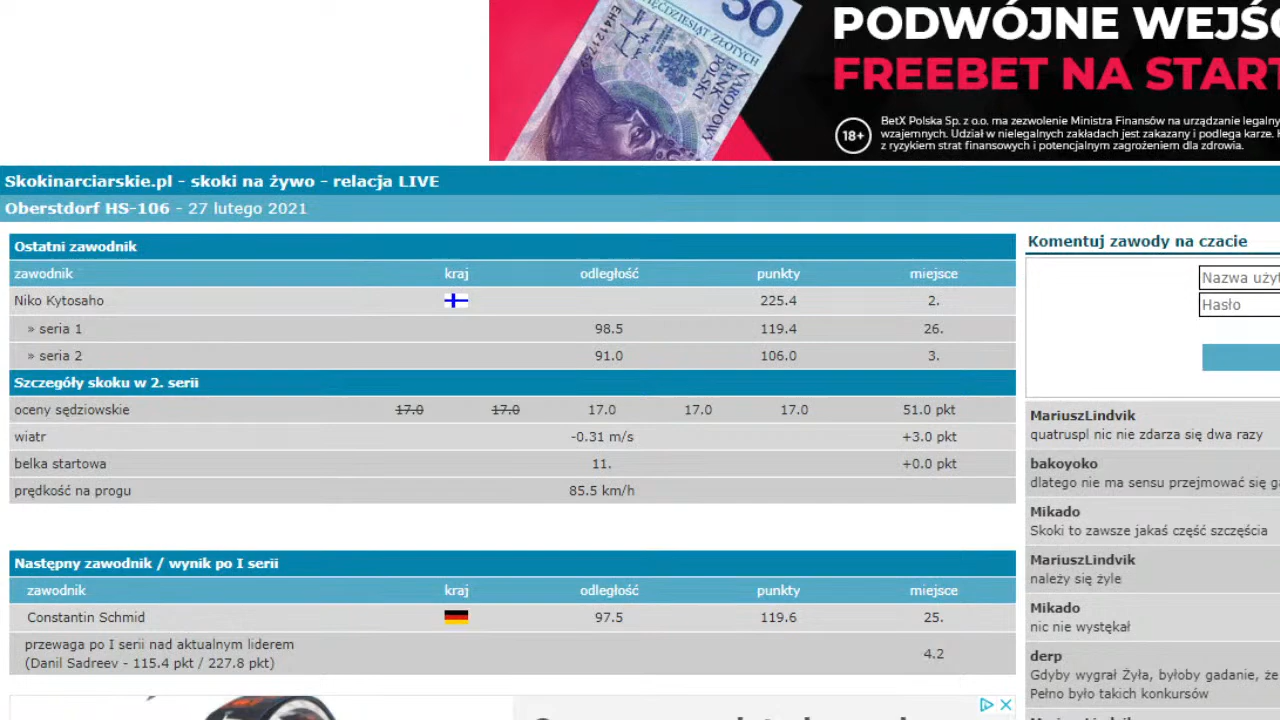 50
PODWÓJNE WEJŚ
FREEBET NA START
18+
BetX Polska Sp. z o.o. ma zezwolenie Ministra Finansów na urządzanie
wzajemnych. Udział w nielegalnych zakładach jest zakazany i podlega karze.
z ryzykiem strat finansowych i potencjalnym zagrożeniem dla zdrowia.
Skokinarciarskie.pl - skoki na żywo - relacja LIVE
Oberstdorf HS-106 - 27 lutego 2021
Ostatni zawodnik
zawodnik kraj odległość punkty miejsce
Niko Kytosaho 225.4 2.
» seria 1 98.5 119.4 26.
» seria 2 91.0 106.0 3.
Szczegóły skoku w 2. serii
oceny sędziowskie 17.0 17.0 17.0 17.0 17.0 51.0 pkt
wiatr -0.31 m/s +3.0 pkt
belka startowa 11. +0.0 pkt
prędkość na progu 85.5 km/h
Następny zawodnik / wynik po I serii
zawodnik kraj odległość punkty miejsce
Constantin Schmid 97.5 119.6 25.
przewaga po I serii nad aktualnym liderem
(Danil Sadreev - 115.4 pkt / 227.8 pkt) 4.2
Komentuj zawody na czacie
Nazwa
Hasło
MariuszLindvik
quatruspl nic nie zdarza się dwa razy
bakoyoko
dlatego nie ma sensu przejmować się
Mikado
Skoki to zawsze jakaś część szczęścia
MariuszLindvik
należy się żyle
Mikado
nic nie wystękał
derp
Gdyby wygrał Żyła, byłoby gadanie, że
Pełno było takich konkursów